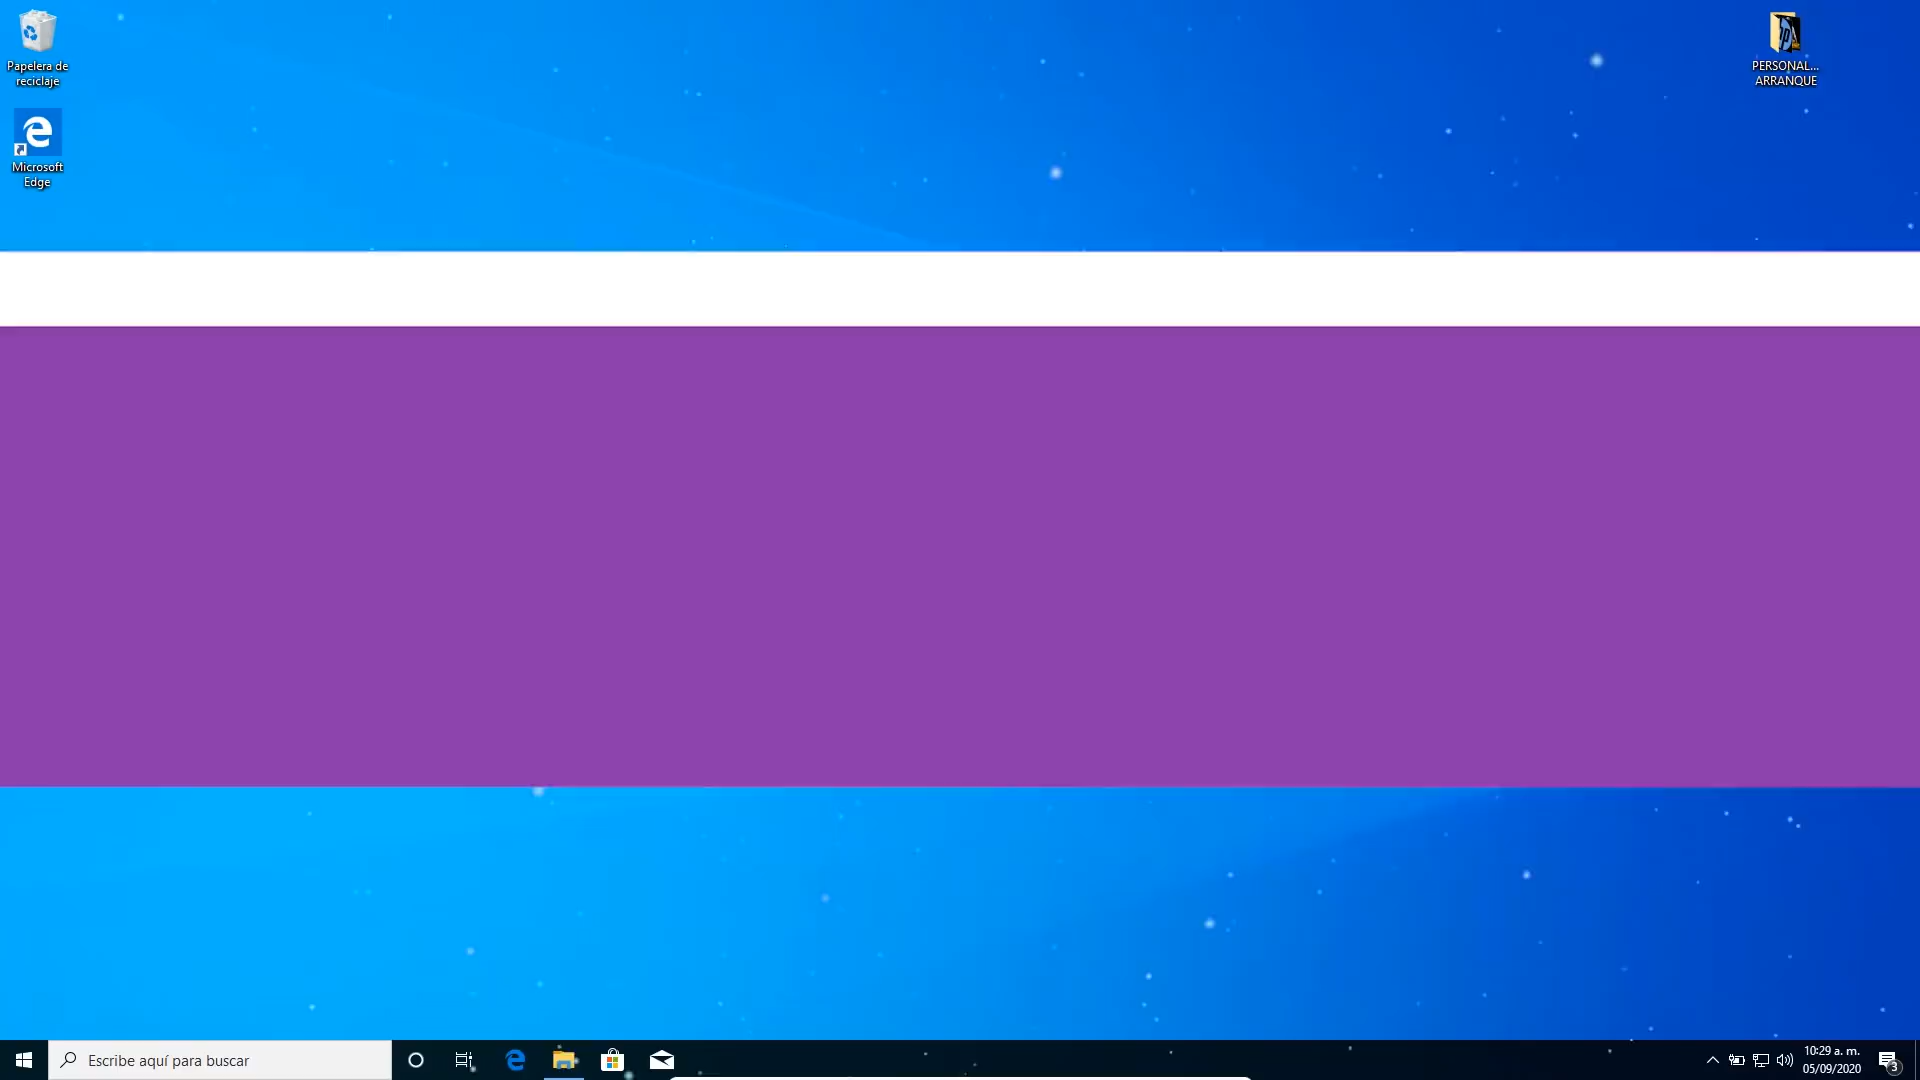 Papelera de
reciclaje
Microsoft
Edge
PERSONAL...
ARRANQUE
Escribe aquí para buscar
10:29 a. m.
05/09/2020
3